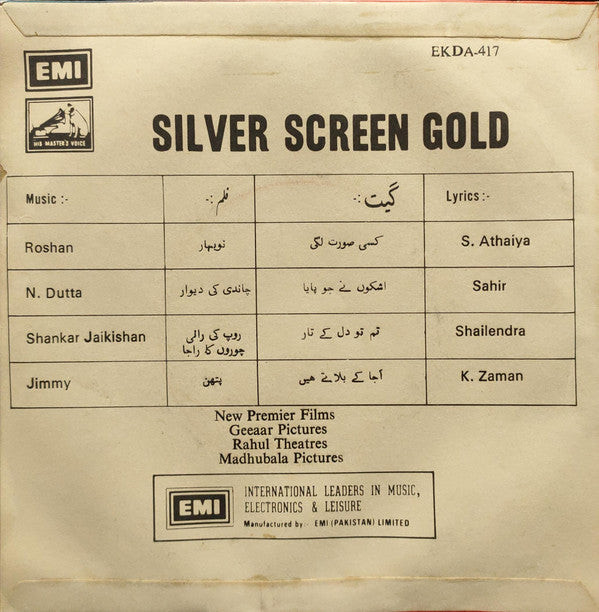 EKDA-417
EMI
HIS MASTER'S VOICE
SILVER SCREEN GOLD
Music :- فلم :- گیت :- Lyrics :-
Roshan نوبہار کسی صورت لگی S. Athaiya
N. Dutta چاندی کی دیوار اشکوں نے جو پایا Sahir
Shankar Jaikishan روپ کی رانی چوروں کا راجا تم تو دل کے تار Shailendra
Jimmy پتھن آجا کے بلاتے ھیں K. Zaman
New Premier Films
Geeaar Pictures
Rahul Theatres
Madhubala Pictures
EMI
INTERNATIONAL LEADERS IN MUSIC,
ELECTRONICS & LEISURE
Manufactured by:- EMI (PAKISTAN) LIMITED